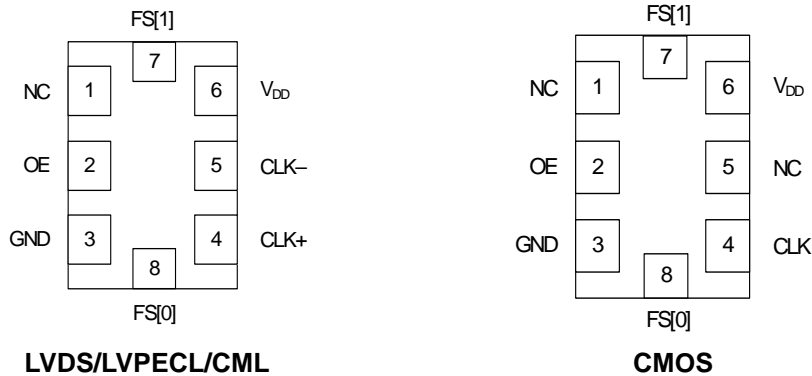 FS[1]
7
NC 1 6 VDD
OE 2 5 CLK–
GND 3 4 CLK+
8
FS[0]
LVDS/LVPECL/CML
FS[1]
7
NC 1 6 VDD
OE 2 5 NC
GND 3 4 CLK
8
FS[0]
CMOS